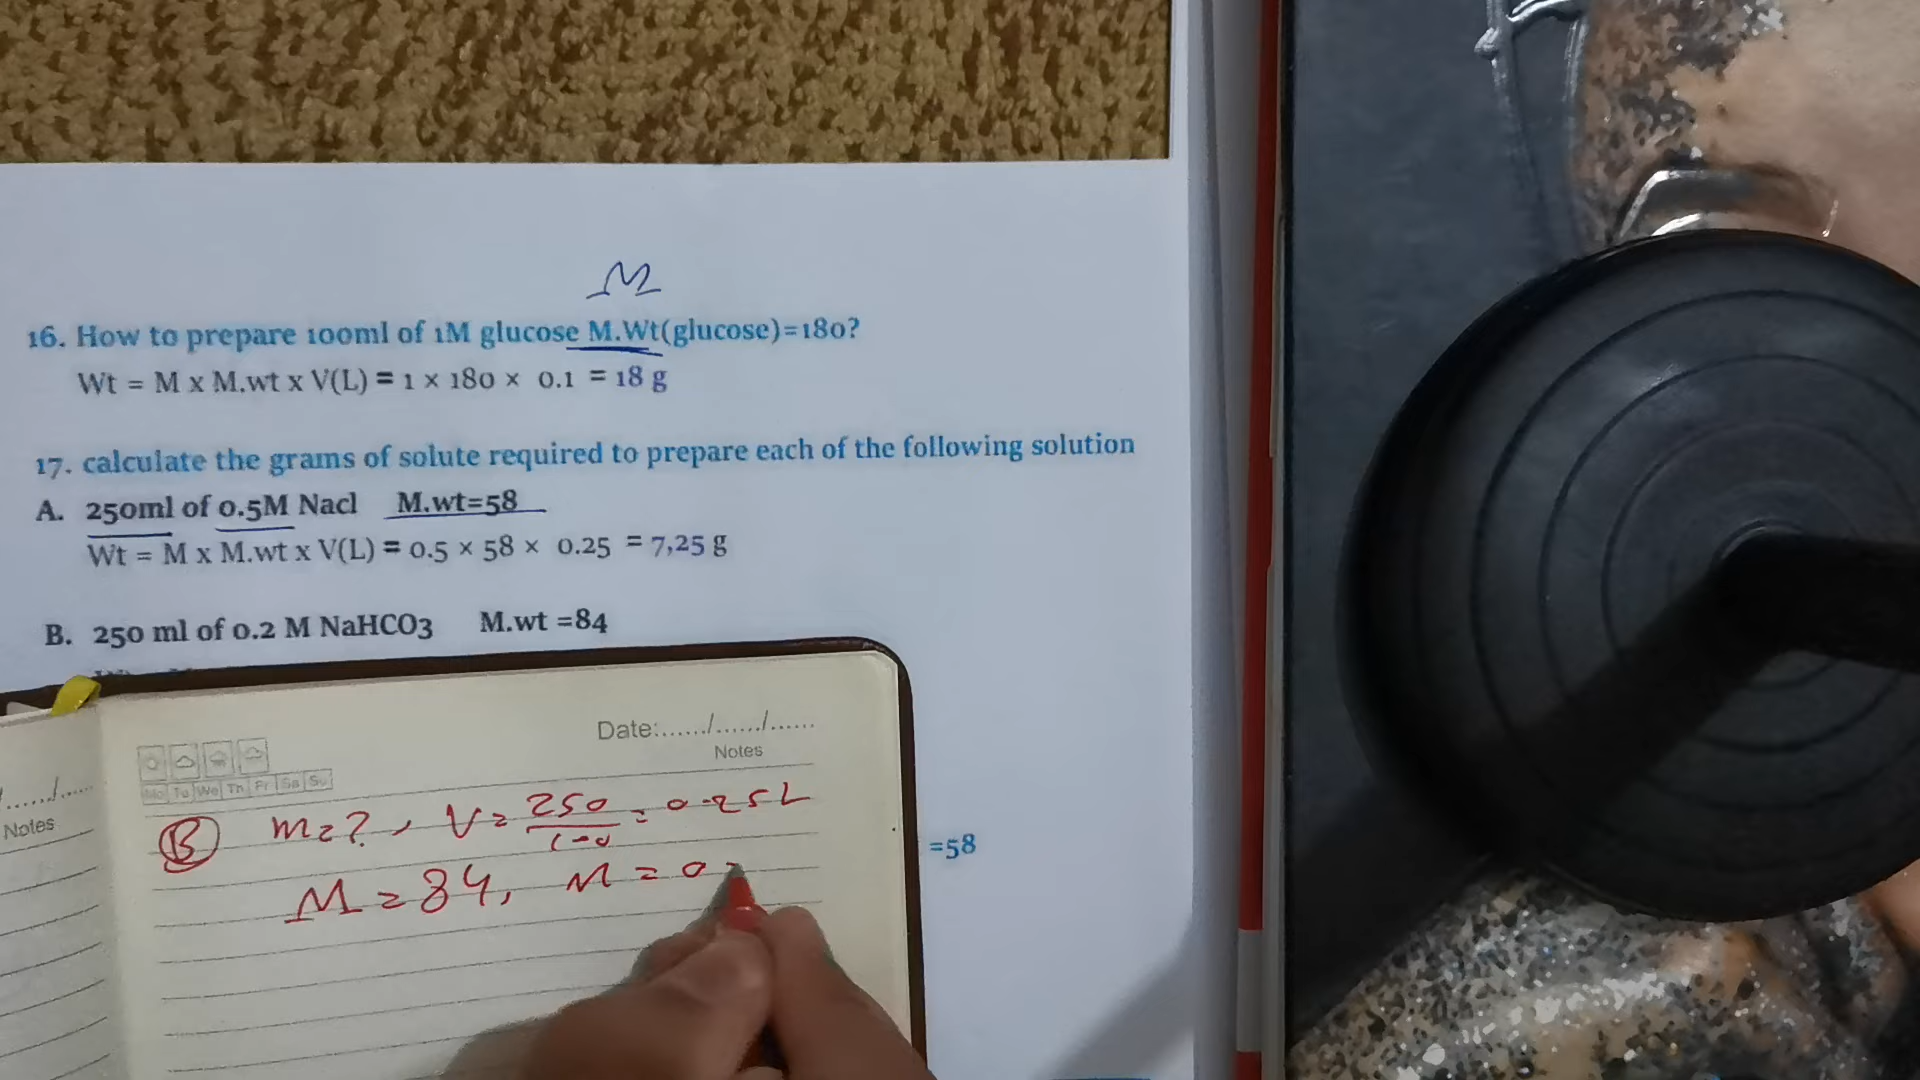 M
16. How to prepare 100ml of 1M glucose M.Wt(glucose)=180?
Wt = M x M.wt x V(L) = 1 × 180 × 0.1 = 18 g
17. calculate the grams of solute required to prepare each of the following solution
A. 250ml of 0.5M Nacl M.wt=58
Wt = M x M.wt x V(L) = 0.5 × 58 × 0.25 = 7,25 g
B. 250 ml of 0.2 M NaHCO3 M.wt =84
=58
Date:....../....../......
Notes
Mo Tu We Th Fr Sa Su
Notes
B m=?, V= 250/100 = 0.25L
M = 84, M = 0